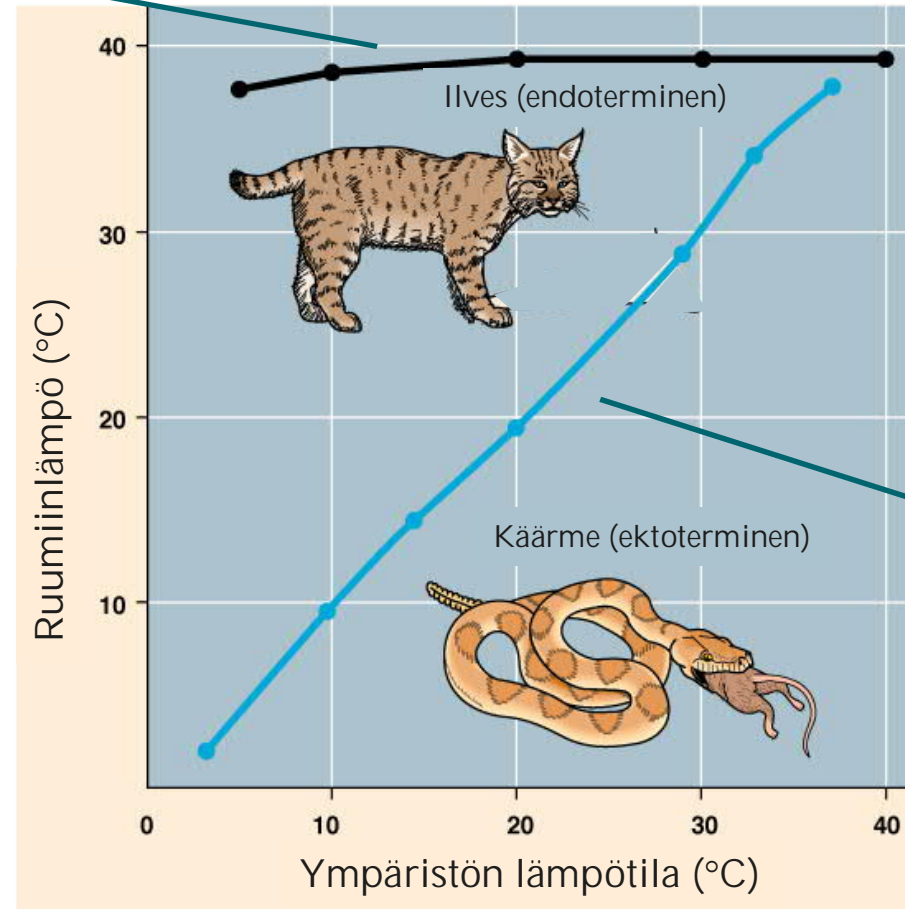 40
Ilves (endoterminen)
30
Ruumiinlämpö (°C)
20
Käärme (ektoterminen)
10
0 10 20 30 40
Ympäristön lämpötila (°C)